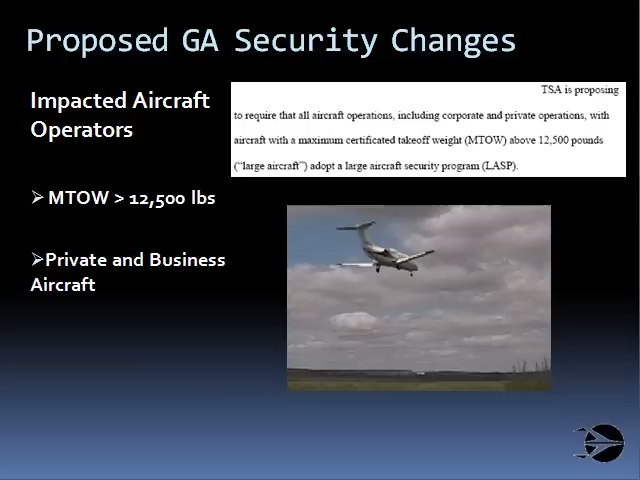 Proposed GA Security Changes
Impacted Aircraft
Operators
➢ MTOW > 12,500 lbs
➢Private and Business
Aircraft
TSA is proposing
to require that all aircraft operations, including corporate and private operations, with
aircraft with a maximum certificated takeoff weight (MTOW) above 12,500 pounds
("large aircraft") adopt a large aircraft security program (LASP).